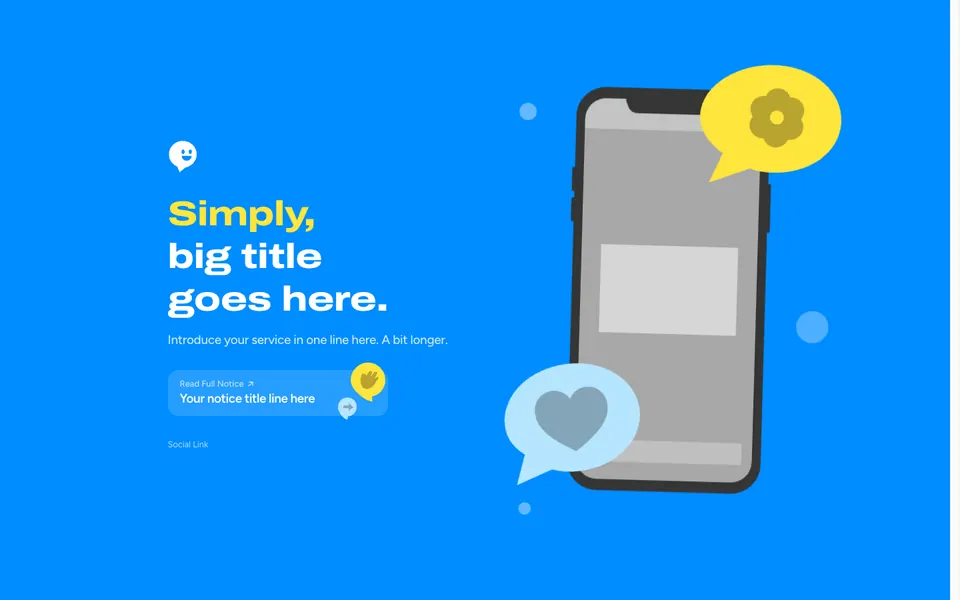 Simply,
big title
goes here.
Introduce your service in one line here. A bit longer.
Read Full Notice ↗
Your notice title line here
Social Link